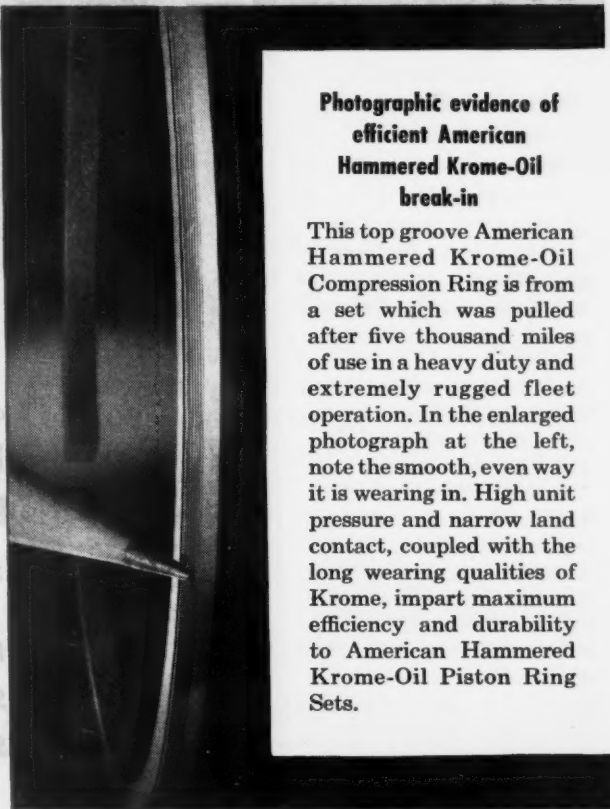 Photographic evidence of
efficient American
Hammered Krome-Oil
break-in
This top groove American
Hammered Krome-Oil
Compression Ring is from
a set which was pulled
after five thousand miles
of use in a heavy duty and
extremely rugged fleet
operation. In the enlarged
photograph at the left,
note the smooth, even way
it is wearing in. High unit
pressure and narrow land
contact, coupled with the
long wearing qualities of
Krome, impart maximum
efficiency and durability
to American Hammered
Krome-Oil Piston Ring
Sets.